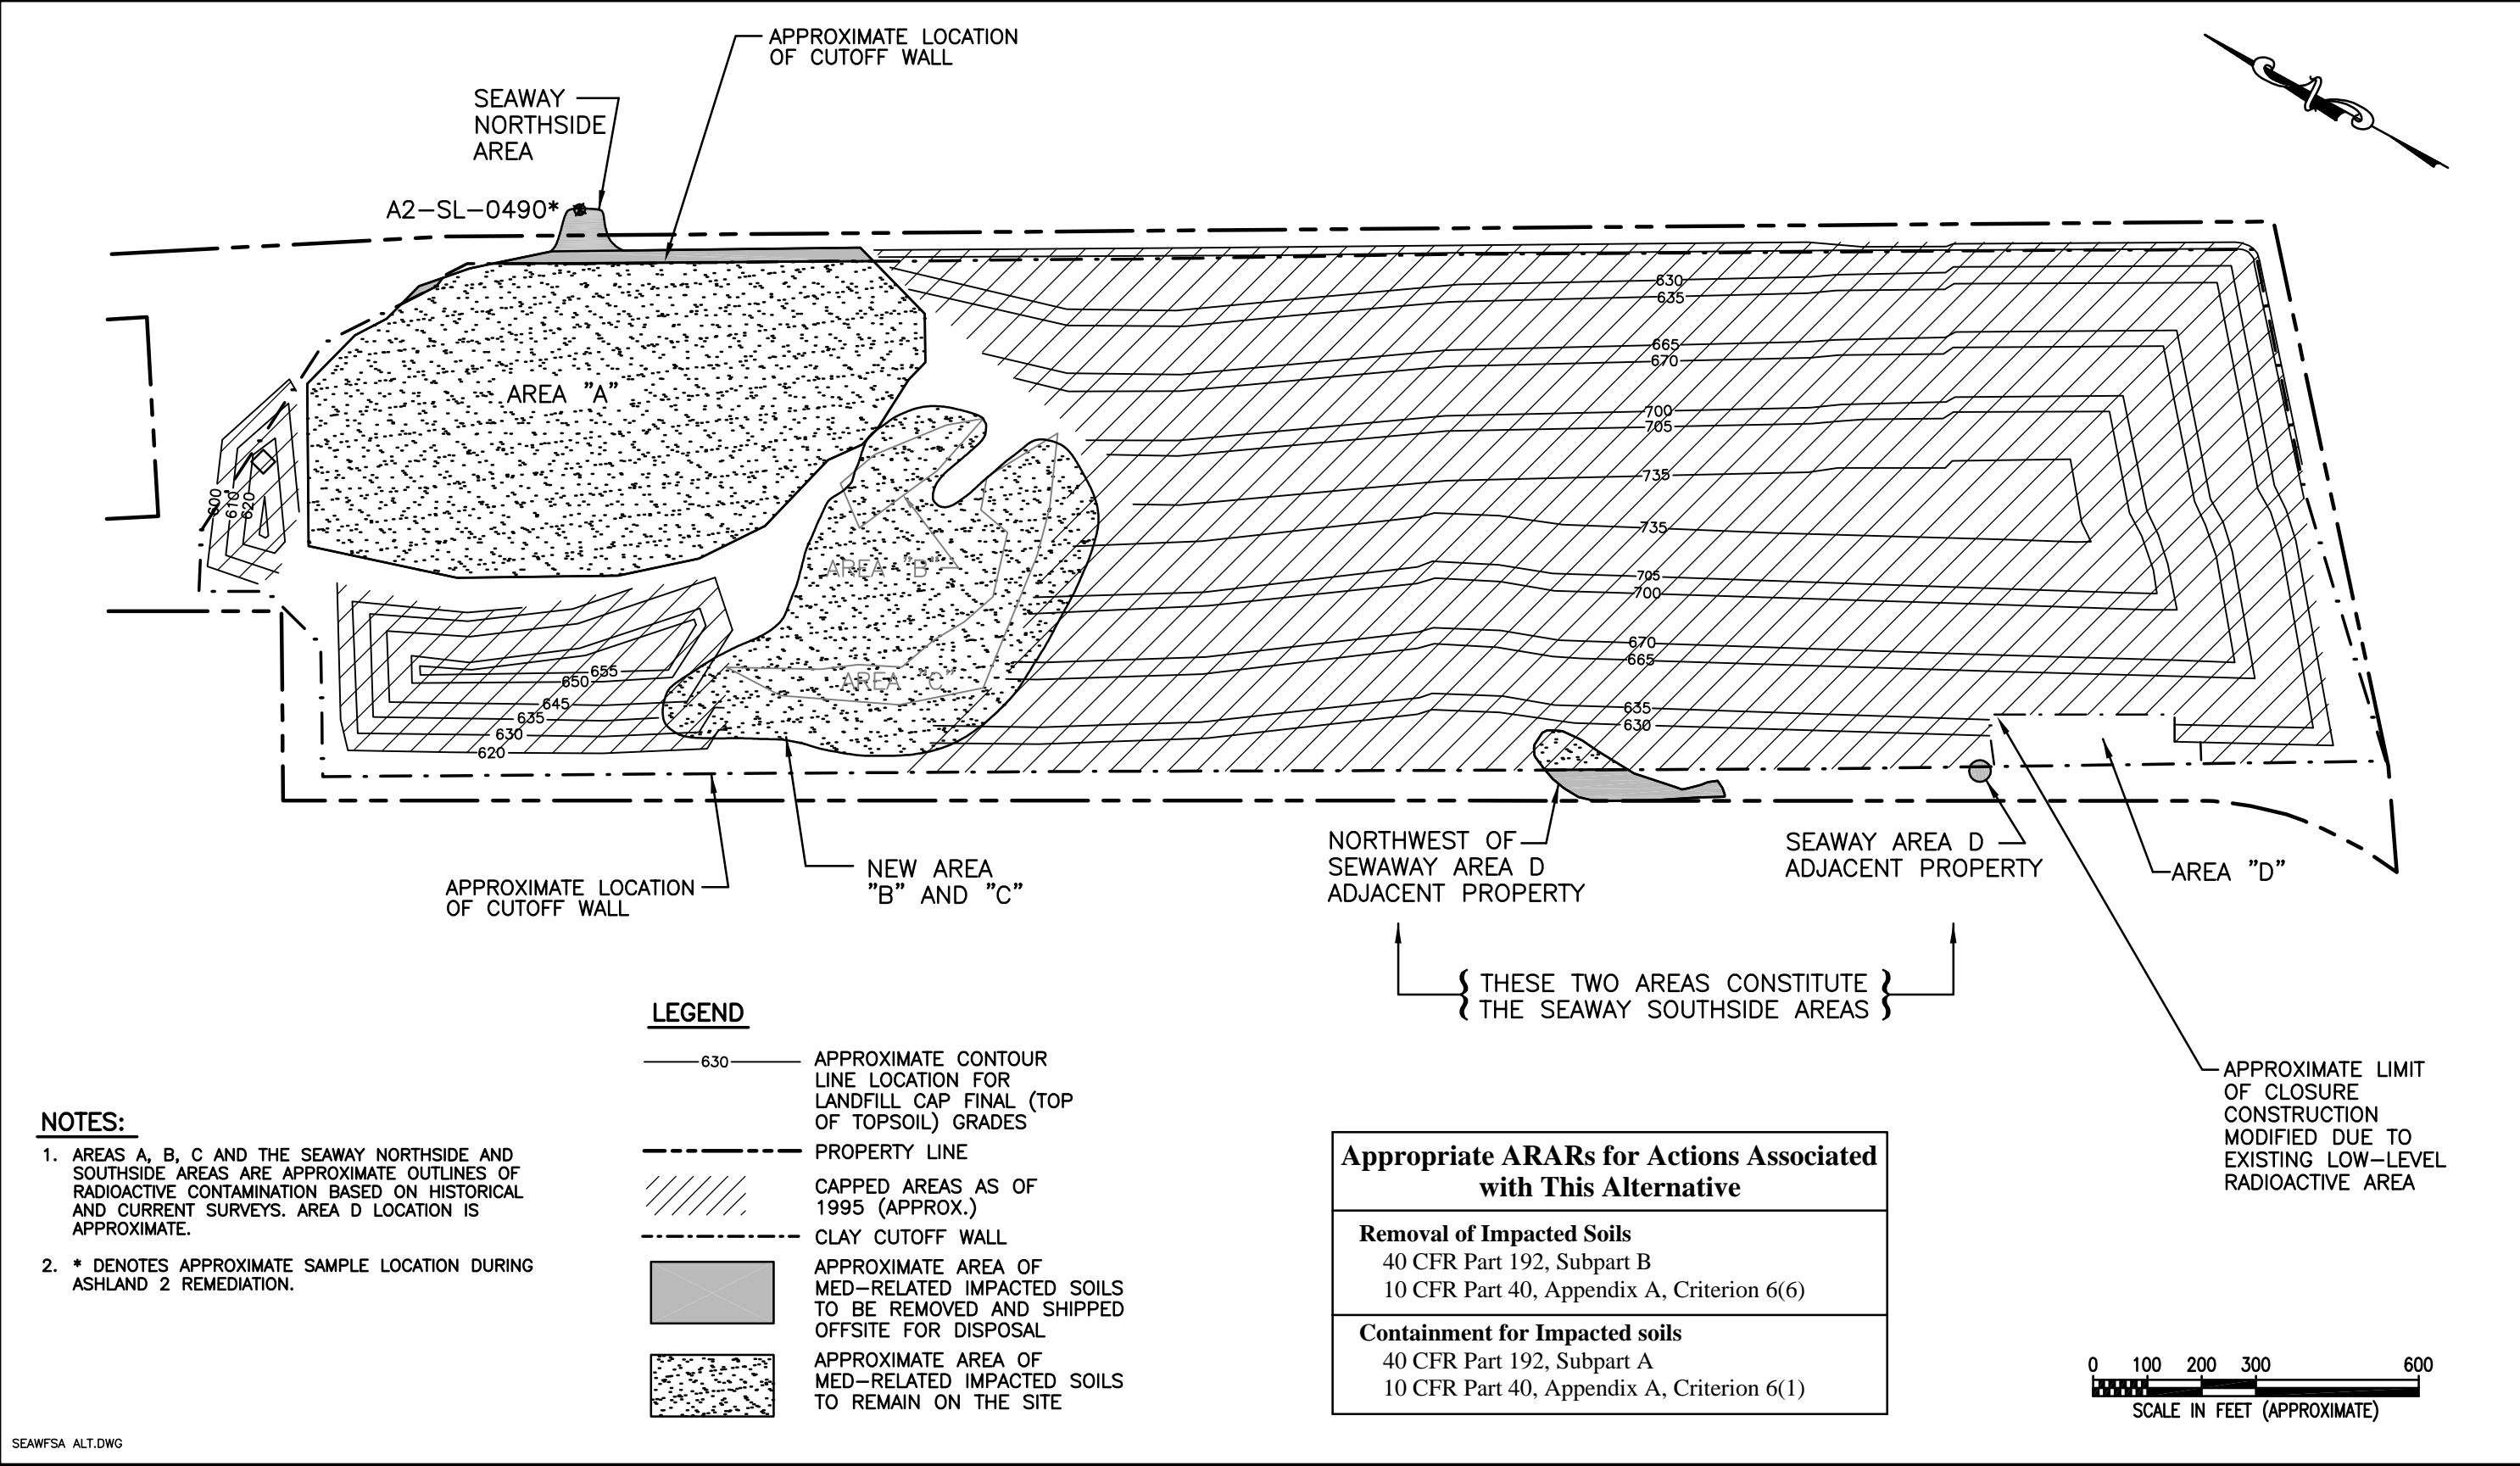 APPROXIMATE LOCATION
OF CUTOFF WALL
SEAWAY
NORTHSIDE
AREA
A2-SL-0490*
AREA "A"
600
610
620
AREA "B"
AREA "C"
630
635
665
670
700
705
735
735
705
700
670
665
635
630
655
650
645
635
630
620
APPROXIMATE LOCATION
OF CUTOFF WALL
NEW AREA
"B" AND "C"
NORTHWEST OF
SEWAWAY AREA D
ADJACENT PROPERTY
SEAWAY AREA D
ADJACENT PROPERTY
AREA "D"
{ THESE TWO AREAS CONSTITUTE }
{ THE SEAWAY SOUTHSIDE AREAS }
APPROXIMATE LIMIT
OF CLOSURE
CONSTRUCTION
MODIFIED DUE TO
EXISTING LOW-LEVEL
RADIOACTIVE AREA
LEGEND
630
APPROXIMATE CONTOUR
LINE LOCATION FOR
LANDFILL CAP FINAL (TOP
OF TOPSOIL) GRADES
PROPERTY LINE
CAPPED AREAS AS OF
1995 (APPROX.)
CLAY CUTOFF WALL
APPROXIMATE AREA OF
MED-RELATED IMPACTED SOILS
TO BE REMOVED AND SHIPPED
OFFSITE FOR DISPOSAL
APPROXIMATE AREA OF
MED-RELATED IMPACTED SOILS
TO REMAIN ON THE SITE
NOTES:
1. AREAS A, B, C AND THE SEAWAY NORTHSIDE AND
SOUTHSIDE AREAS ARE APPROXIMATE OUTLINES OF
RADIOACTIVE CONTAMINATION BASED ON HISTORICAL
AND CURRENT SURVEYS. AREA D LOCATION IS
APPROXIMATE.
2. * DENOTES APPROXIMATE SAMPLE LOCATION DURING
ASHLAND 2 REMEDIATION.
Appropriate ARARs for Actions Associated
with This Alternative
Removal of Impacted Soils
40 CFR Part 192, Subpart B
10 CFR Part 40, Appendix A, Criterion 6(6)
Containment for Impacted soils
40 CFR Part 192, Subpart A
10 CFR Part 40, Appendix A, Criterion 6(1)
0 100 200 300 600
SCALE IN FEET (APPROXIMATE)
SEAWFSA ALT.DWG